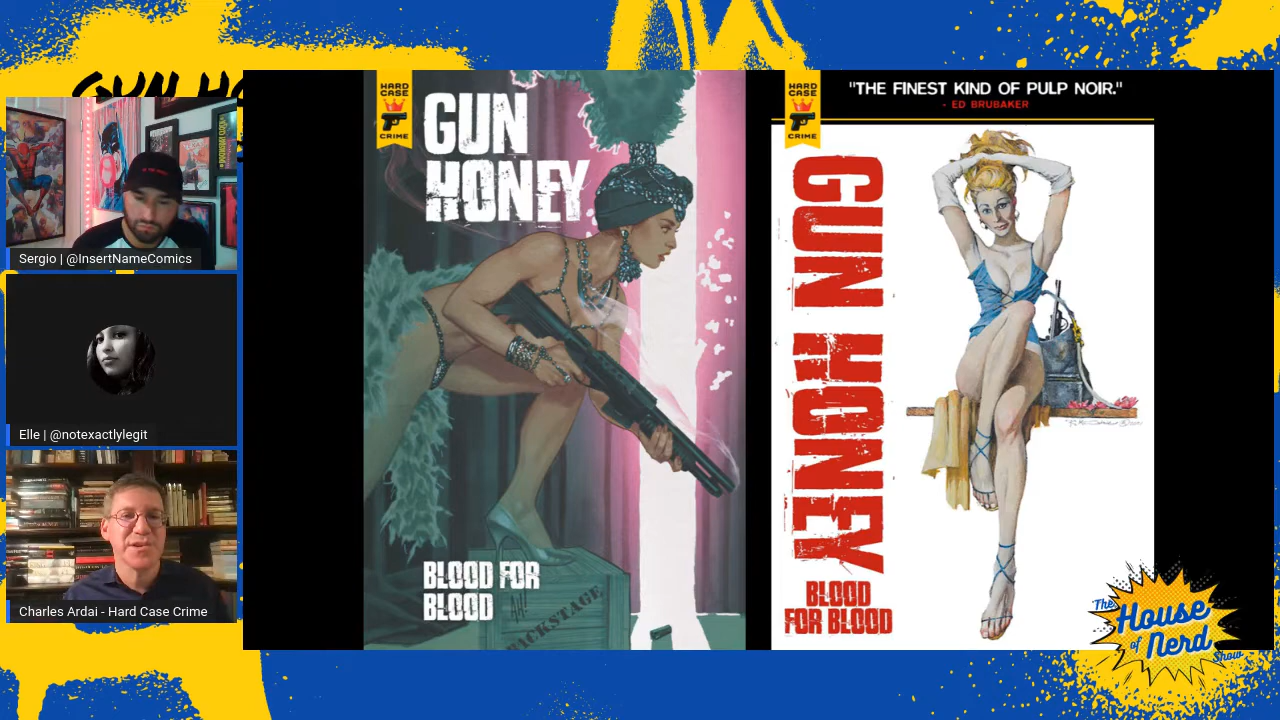 GUN HO
Sergio | @InsertNameComics
Elle | @notexactlylegit
Charles Ardai - Hard Case Crime
HARD
CASE
CRIME
GUN
HONEY
BLOOD FOR
BLOOD
BACKSTAGE
HARD
CASE
CRIME
"THE FINEST KIND OF PULP NOIR."
- ED BRUBAKER
GUN HONEY
BLOOD
FOR BLOOD
The
House
of Nerd
Show